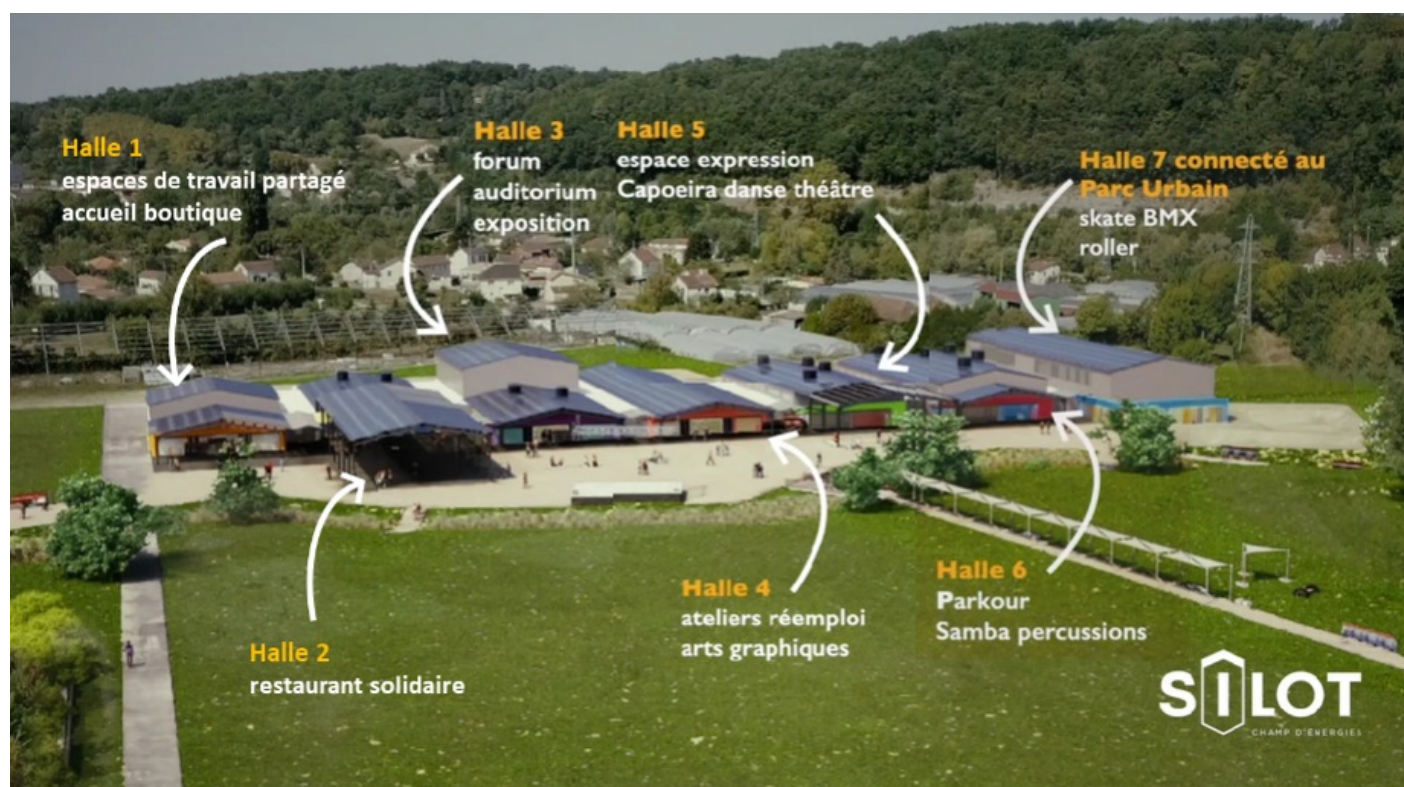 Halle 1
espaces de travail partagé
accueil boutique
Halle 3
forum
auditorium
exposition
Halle 5
espace expression
Capoeira danse théâtre
Halle 7 connecté au
Parc Urbain
skate BMX
roller
Halle 2
restaurant solidaire
Halle 4
ateliers réemploi
arts graphiques
Halle 6
Parkour
Samba percussions
SILOT
CHAMP D'ÉNERGIES